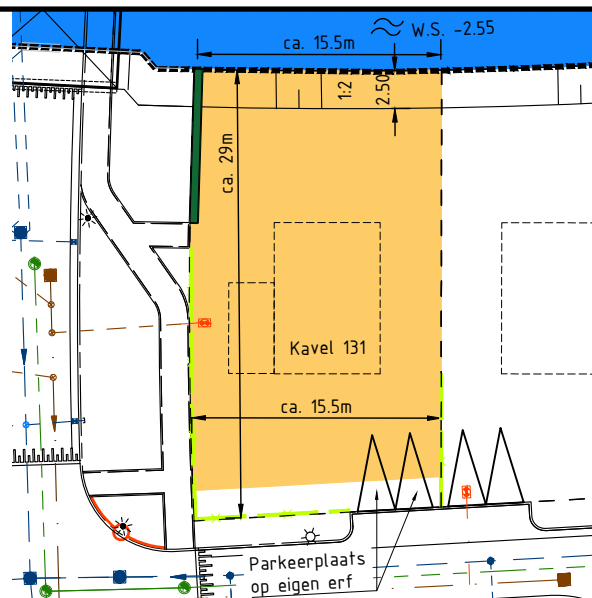 W.S. -2.55
ca. 15.5m
1:2
2.50
ca. 29m
Kavel 131
ca. 15.5m
Parkeerplaats
op eigen erf